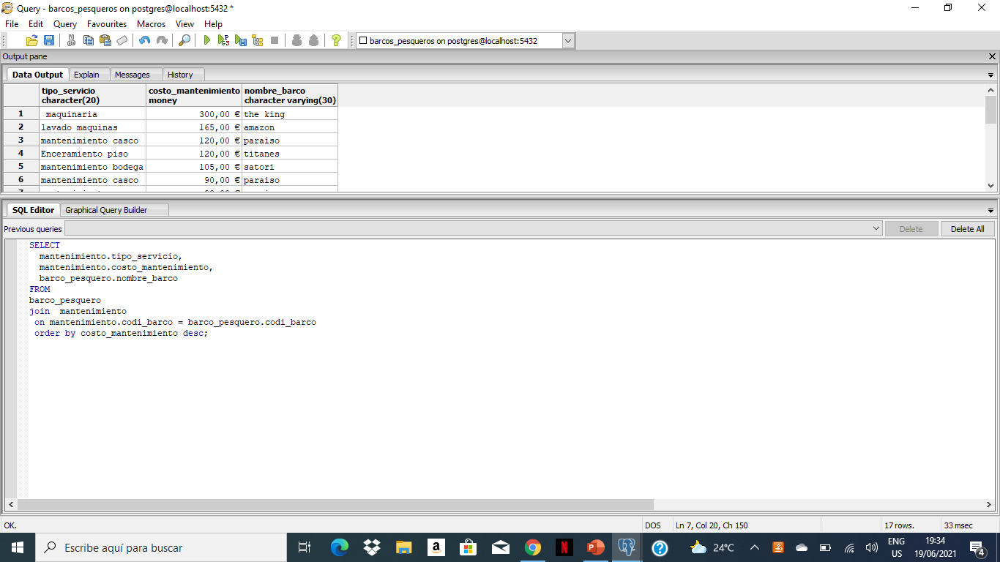 Query - barcos_pesqueros on postgres@localhost:5432 *
File Edit Query Favourites Macros View Help
barcos_pesqueros on postgres@localhost:5432
Output pane
Data Output Explain Messages History
tipo_servicio costo_mantenimiento nombre_barco
character(20) money character varying(30)
1 maquinaria 300,00 € the king
2 lavado maquinas 165,00 € amazon
3 mantenimiento casco 120,00 € paraiso
4 Enceramiento piso 120,00 € titanes
5 mantenimiento bodega 105,00 € satori
6 mantenimiento casco 90,00 € paraiso
SQL Editor Graphical Query Builder
Previous queries Delete Delete All
SELECT
mantenimiento.tipo_servicio,
mantenimiento.costo_mantenimiento,
barco_pesquero.nombre_barco
FROM
barco_pesquero
join  mantenimiento
on mantenimiento.codi_barco = barco_pesquero.codi_barco
order by costo_mantenimiento desc;
OK. DOS Ln 7, Col 20, Ch 150 17 rows. 33 msec
Escribe aquí para buscar 24°C ENG 19:34
US 19/06/2021 4